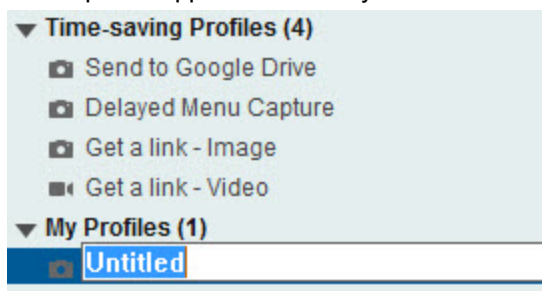 Time-saving Profiles (4)
Send to Google Drive
Delayed Menu Capture
Get a link - Image
Get a link - Video
My Profiles (1)
Untitled